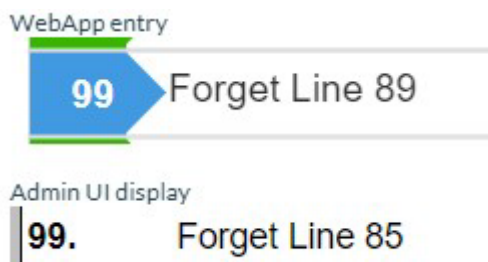 WebApp entry
99 Forget Line 89
Admin UI display
99. Forget Line 85